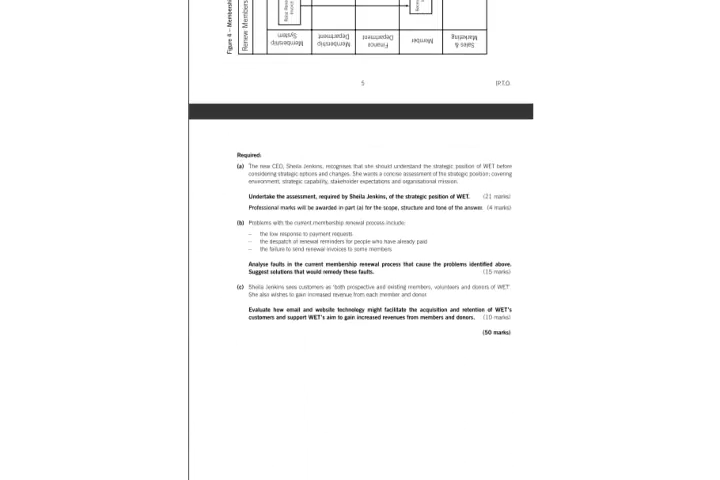 Figure 4 – Membership
Renew Members
Membership System
Membership Department
Finance Department
Member
Sales & Marketing
5
[P.T.O.
Required:
(a) The new CEO, Sheila Jenkins, recognises that she should understand the strategic position of WET before
considering strategic options and changes. She wants a concise assessment of the strategic position; covering
environment, strategic capability, stakeholder expectations and organisational mission.
Undertake the assessment, required by Sheila Jenkins, of the strategic position of WET. (21 marks)
Professional marks will be awarded in part (a) for the scope, structure and tone of the answer. (4 marks)
(b) Problems with the current membership renewal process include:
– the low response to payment requests
– the despatch of renewal reminders for people who have already paid
– the failure to send renewal invoices to some members
Analyse faults in the current membership renewal process that cause the problems identified above.
Suggest solutions that would remedy these faults. (15 marks)
(c) Sheila Jenkins sees customers as 'both prospective and existing members, volunteers and donors of WET'.
She also wishes to gain increased revenue from each member and donor.
Evaluate how email and website technology might facilitate the acquisition and retention of WET's
customers and support WET's aim to gain increased revenues from members and donors. (10 marks)
(50 marks)